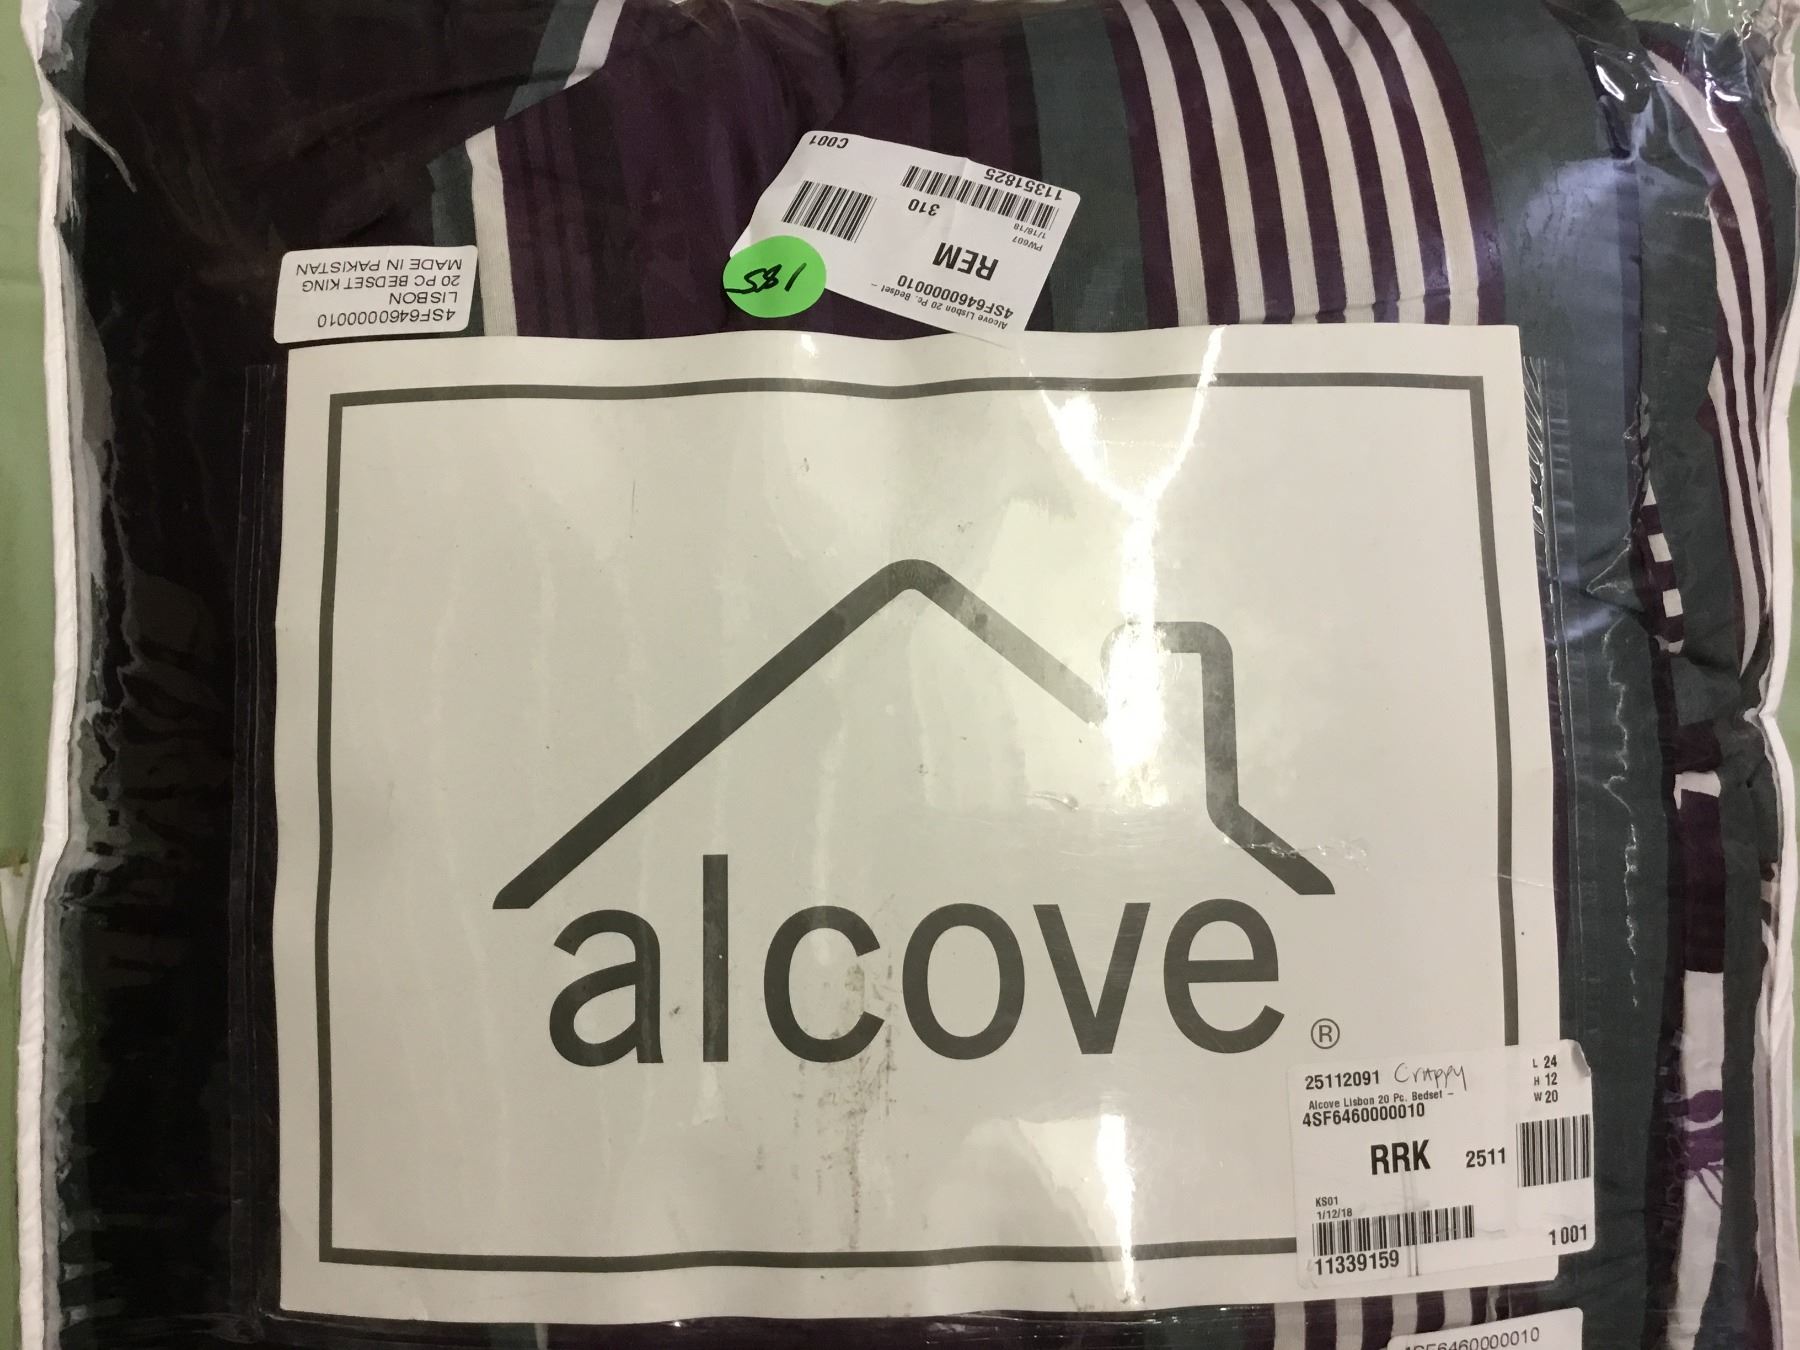 C001
11351825
310
1/16/18
PW607
REM
4SF6460000010
Alcove Lisbon 20 Pc. Bedset -
4SF6460000010
LISBON
20 PC BEDSET KING
MADE IN PAKISTAN
alcove
®
25112091 Crappy
Alcove Lisbon 20 Pc. Bedset -
4SF6460000010
L 24
H 12
W 20
RRK 2511
KS01
1/12/18
11339159
1001
4SF6460000010